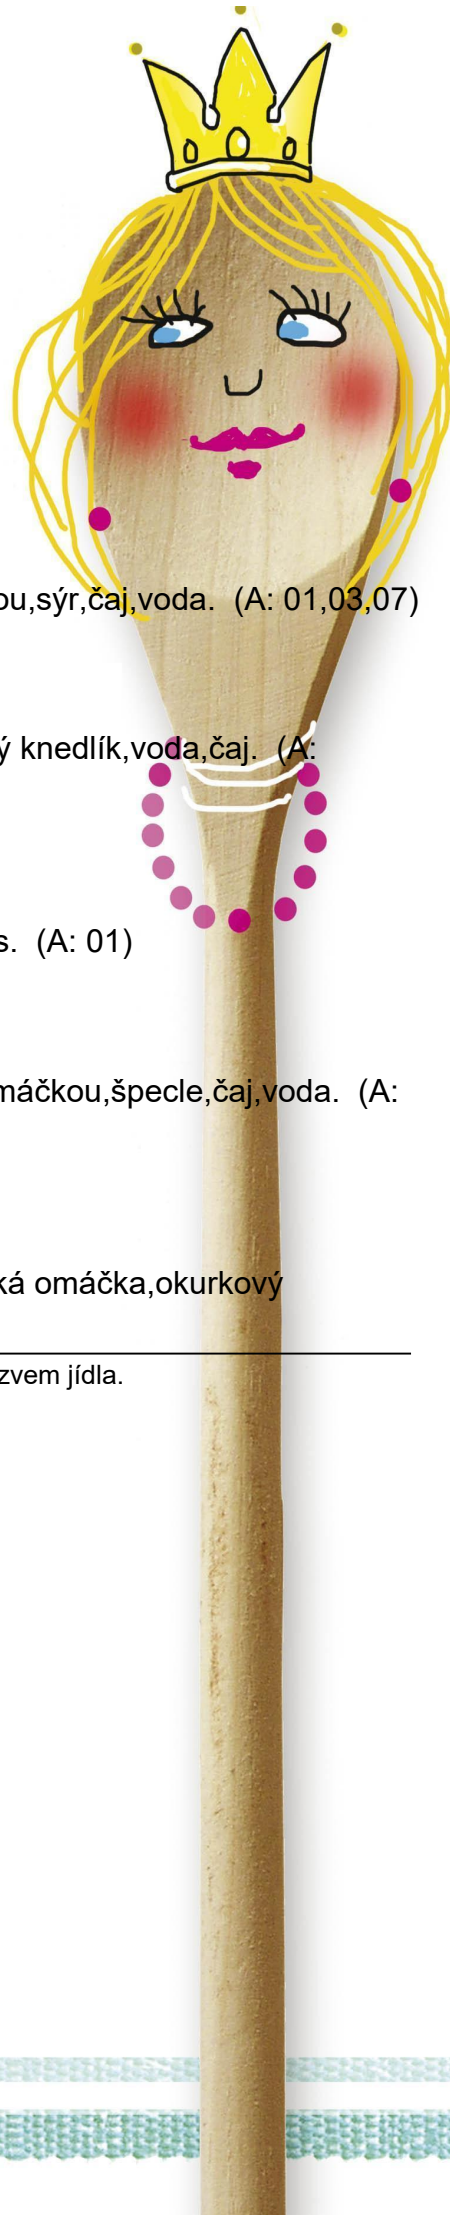 ou,sýr,čaj,voda. (A: 01,03,07)
ý knedlík,voda,čaj. (A:
s. (A: 01)
máčkou,špecle,čaj,voda. (A:
ká omáčka,okurkový
zvem jídla.